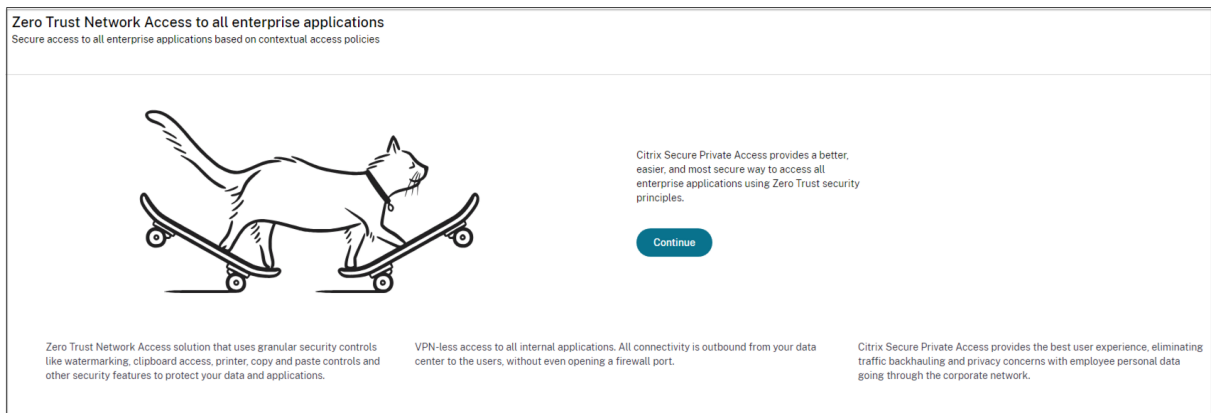 Zero Trust Network Access to all enterprise applications
Secure access to all enterprise applications based on contextual access policies
Citrix Secure Private Access provides a better,
easier, and most secure way to access all
enterprise applications using Zero Trust security
principles.
Continue
Zero Trust Network Access solution that uses granular security controls
like watermarking, clipboard access, printer, copy and paste controls and
other security features to protect your data and applications.
VPN-less access to all internal applications. All connectivity is outbound from your data
center to the users, without even opening a firewall port.
Citrix Secure Private Access provides the best user experience, eliminating
traffic backhauling and privacy concerns with employee personal data
going through the corporate network.